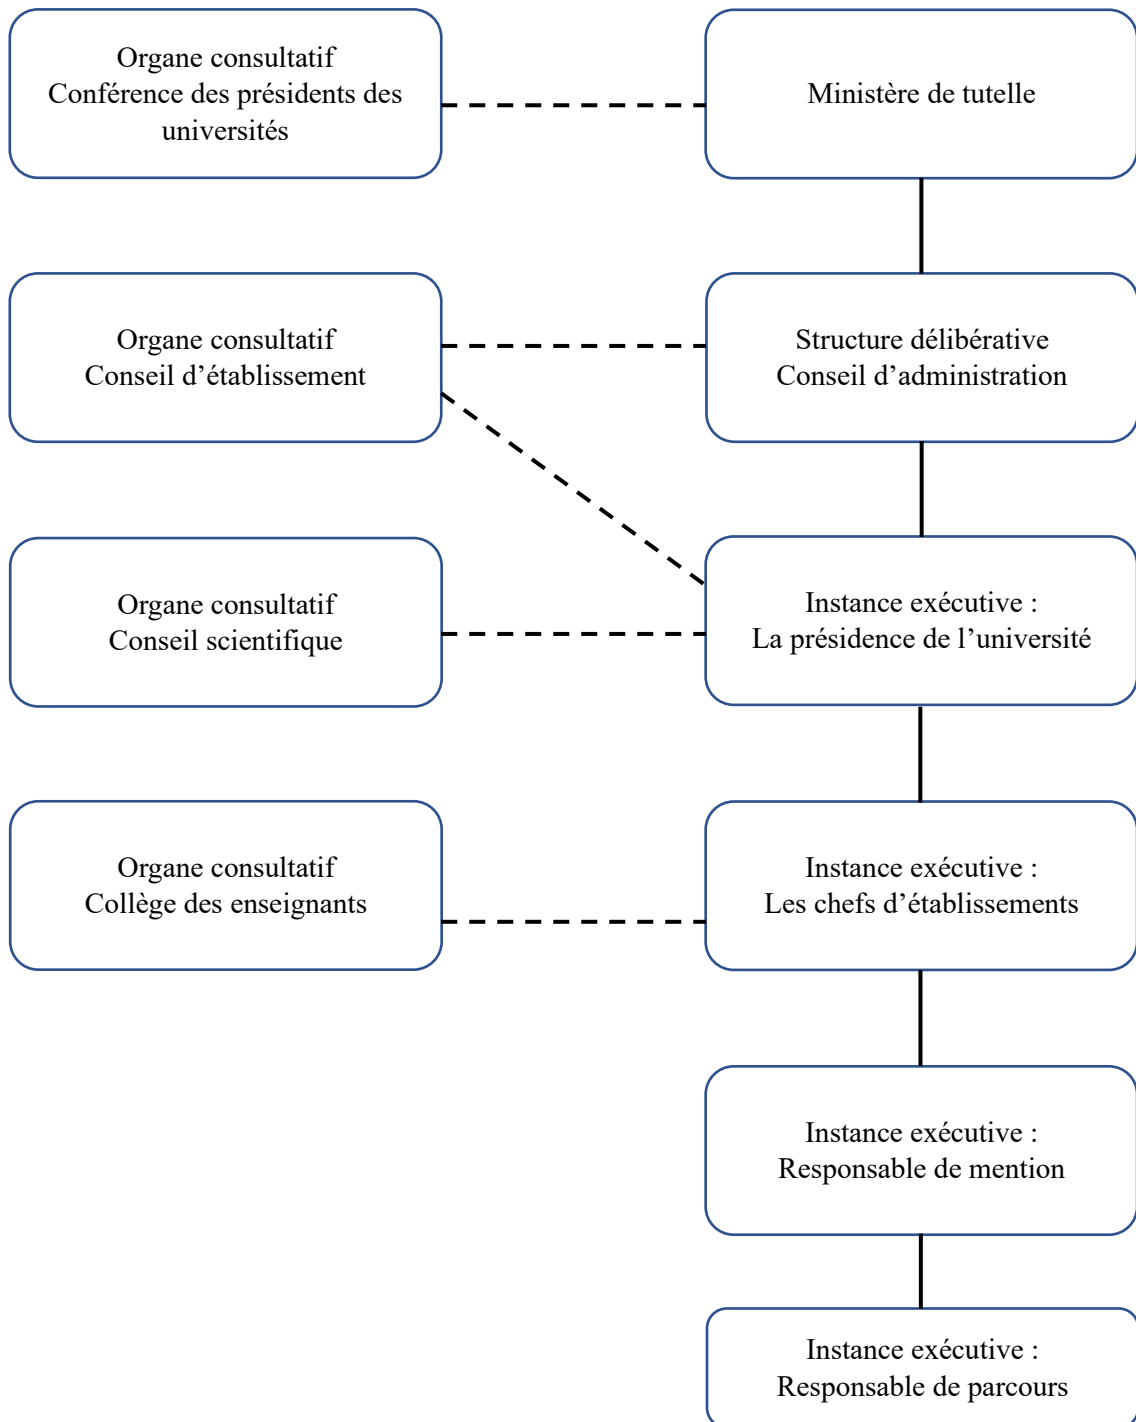 Organe consultatif
Conférence des présidents des
universités
Ministère de tutelle
Organe consultatif
Conseil d’établissement
Structure délibérative
Conseil d’administration
Organe consultatif
Conseil scientifique
Instance exécutive :
La présidence de l’université
Organe consultatif
Collège des enseignants
Instance exécutive :
Les chefs d’établissements
Instance exécutive :
Responsable de mention
Instance exécutive :
Responsable de parcours